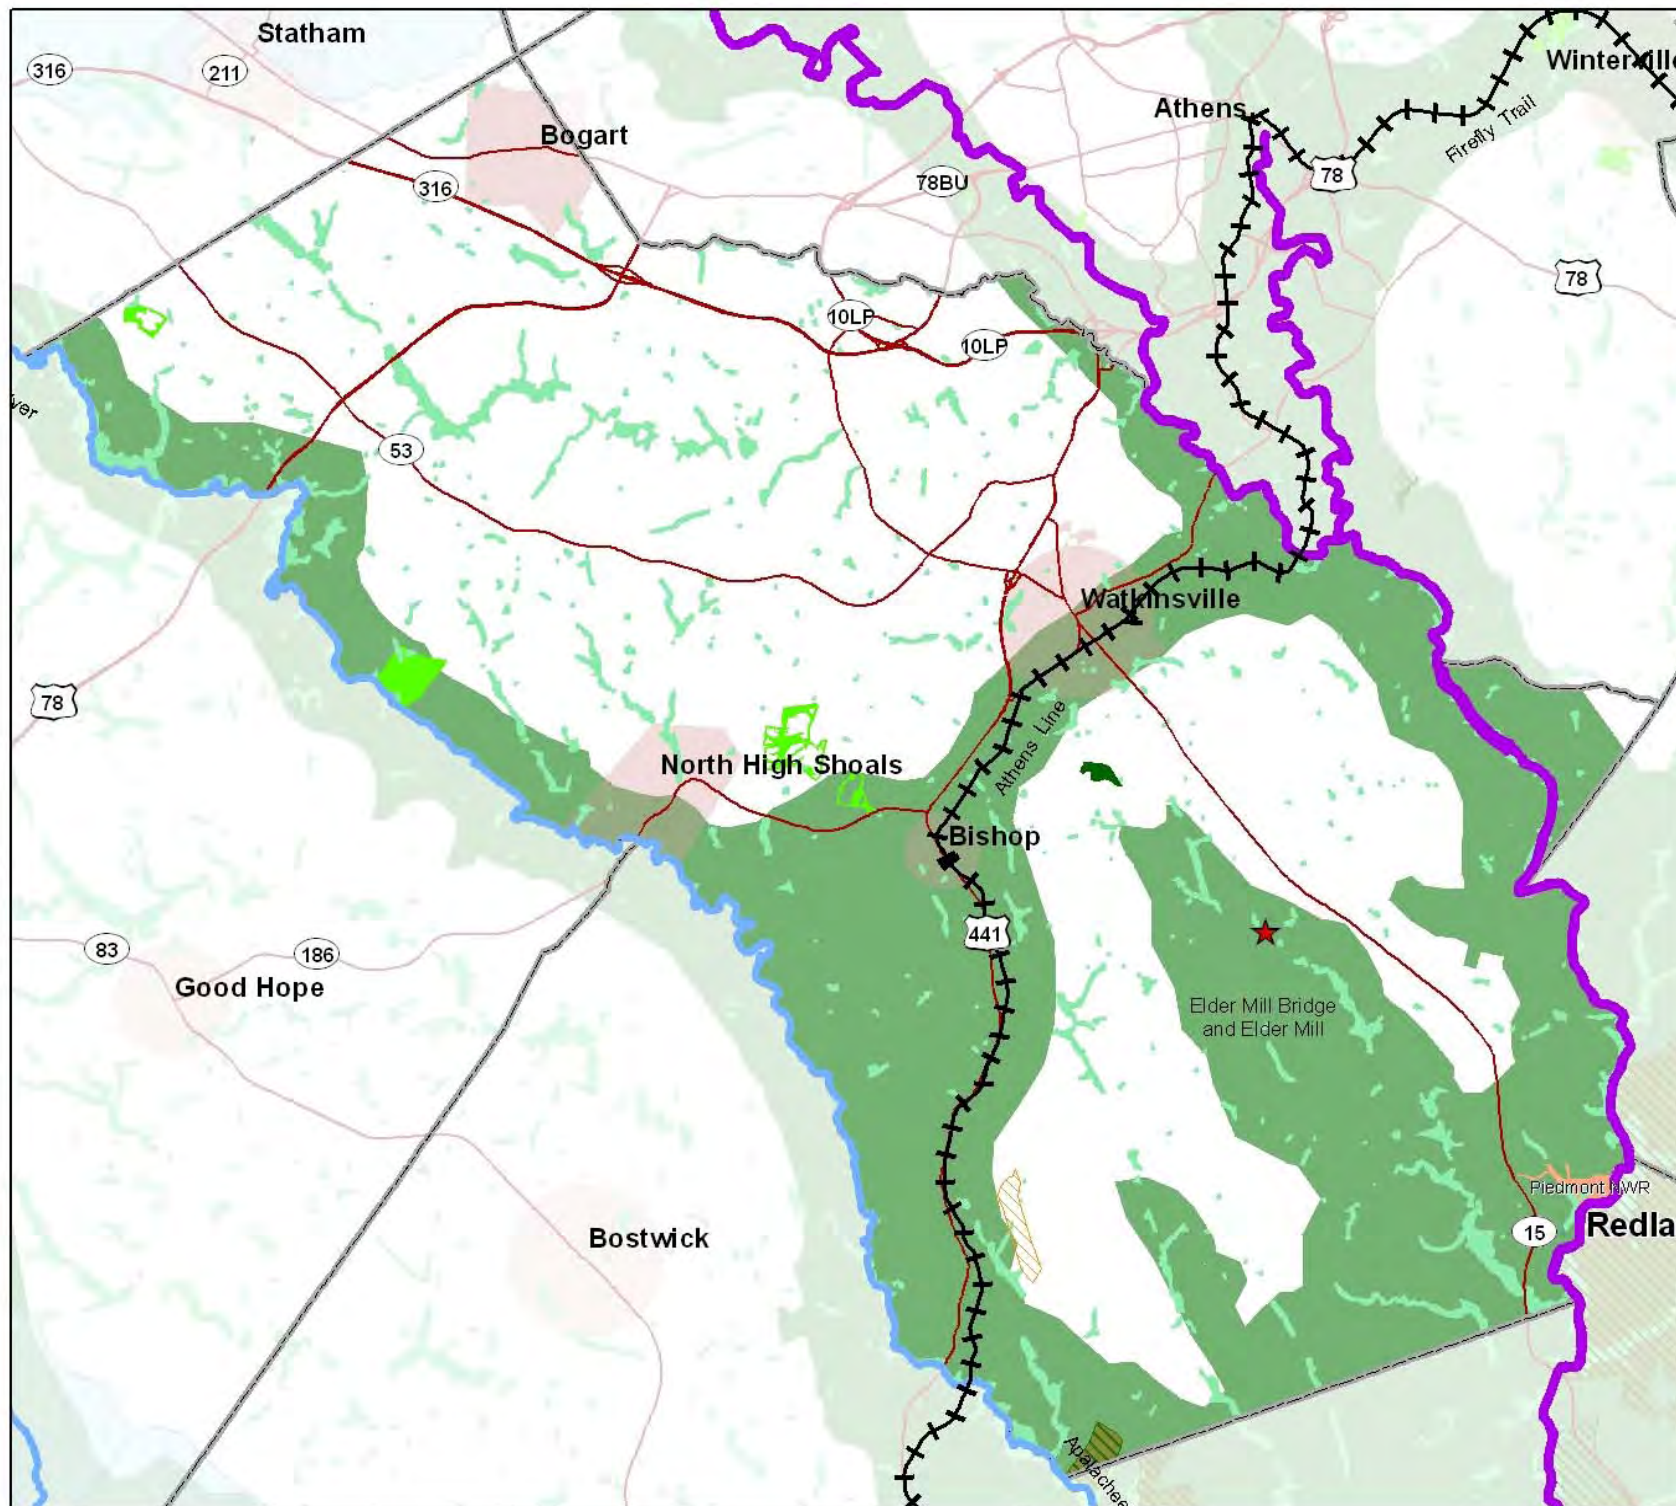 Statham
316
211
Winterville
Athens
Bogart
Firefly Trail
316
78BU
78
78
10LP
10LP
53
Watkinsville
78
Athens Line
North High Shoals
Bishop
441
83
186
Good Hope
Elder Mill Bridge
and Elder Mill
Piedmont NWR
Redla
15
Bostwick
Apalachee